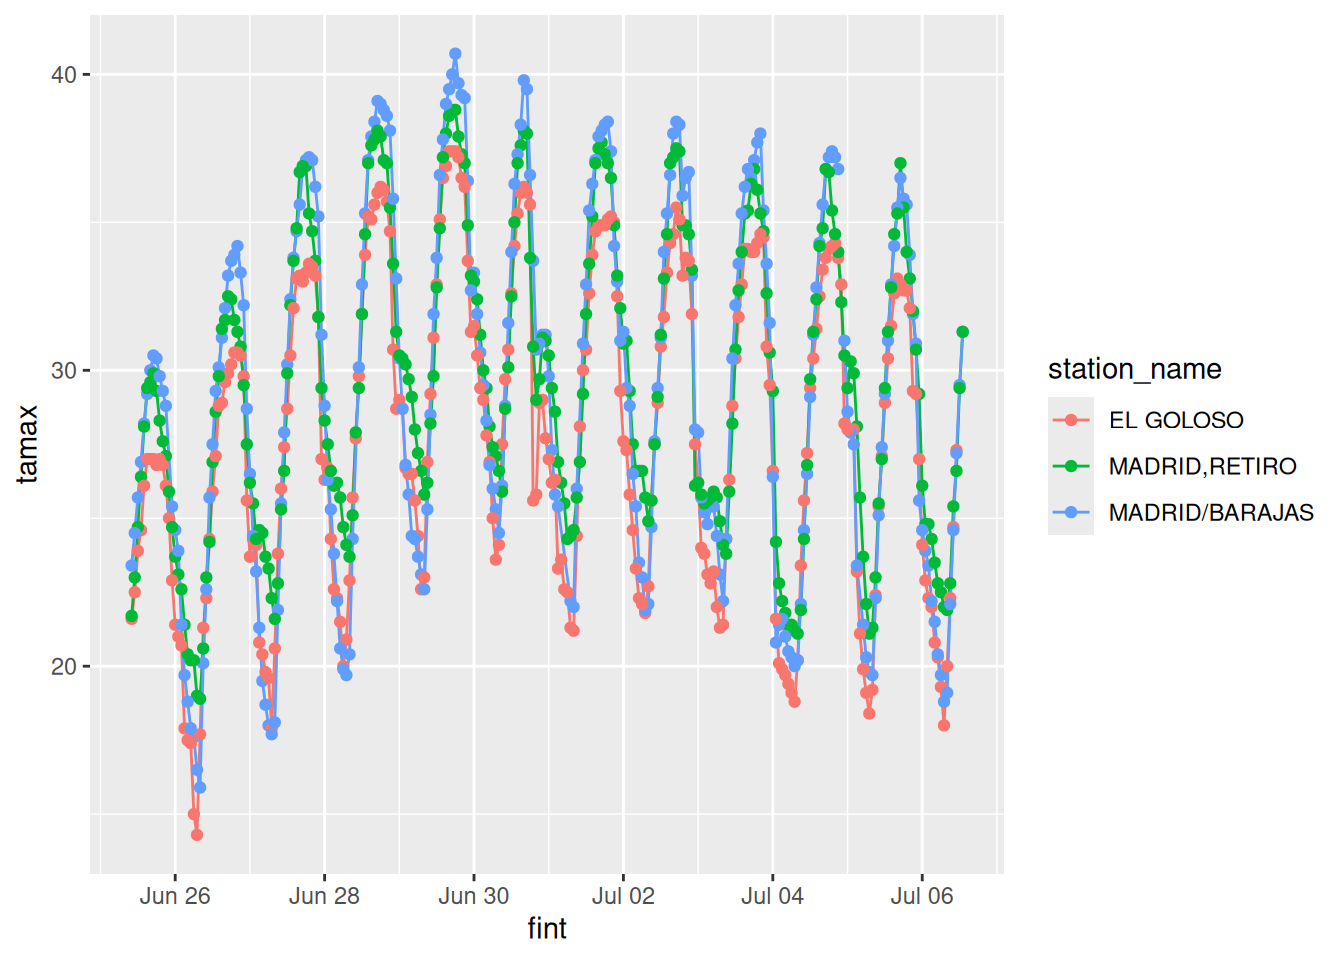 tamax
40
30
20
Jun 26
Jun 28
Jun 30
Jul 02
Jul 04
Jul 06
fint
station_name
EL GOLOSO
MADRID,RETIRO
MADRID/BARAJAS